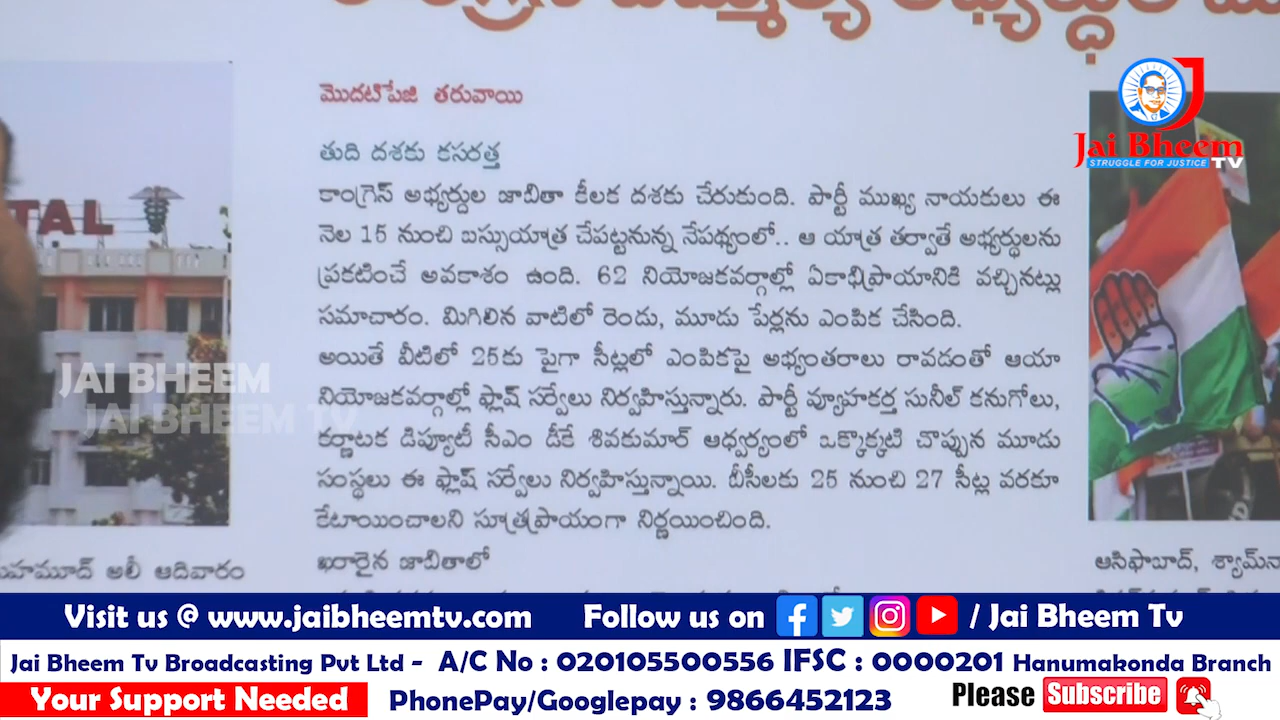 మొదటిపేజీ తరువాయి
తుది దశకు కసరత్తు
కాంగ్రెస్ అభ్యర్థుల జాబితా కీలక దశకు చేరుకుంది. పార్టీ ముఖ్య నాయకులు ఈ
నెల 15 నుంచి బస్సుయాత్ర చేపట్టనున్న నేపథ్యంలో.. ఆ యాత్ర తర్వాతే అభ్యర్థులను
ప్రకటించే అవకాశం ఉంది. 62 నియోజకవర్గాల్లో ఏకాభిప్రాయానికి వచ్చినట్లు
సమాచారం. మిగిలిన వాటిలో రెండు, మూడు పేర్లను ఎంపిక చేసింది.
అయితే వీటిలో 25కు పైగా సీట్లలో ఎంపికపై అభ్యంతరాలు రావడంతో ఆయా
నియోజకవర్గాల్లో ఫ్లాష్ సర్వేలు నిర్వహిస్తున్నారు. పార్టీ వ్యూహకర్త సునీల్ కనుగోలు,
కర్ణాటక డిప్యూటీ సీఎం డీకే శివకుమార్ ఆధ్వర్యంలో ఒక్కొక్కటి చొప్పున మూడు
సంస్థలు ఈ ఫ్లాష్ సర్వేలు నిర్వహిస్తున్నాయి. బీసీలకు 25 నుంచి 27 సీట్ల వరకూ
కేటాయించాలని సూత్రప్రాయంగా నిర్ణయించింది.
ఖరారైన జాబితాలో
అలీ ఆదివారం
ఆసిఫాబాద్,
TAL
Jai Bheem
STRUGGLE FOR JUSTICE TV
JAI BHEEM
JAI BHEEM TV
Visit us @ www.jaibheemtv.com Follow us on / Jai Bheem Tv
Jai Bheem Tv Broadcasting Pvt Ltd - A/C No : 020105500556 IFSC : 0000201 Hanumakonda Branch
Your Support Needed PhonePay/Googlepay : 9866452123 Please Subscribe